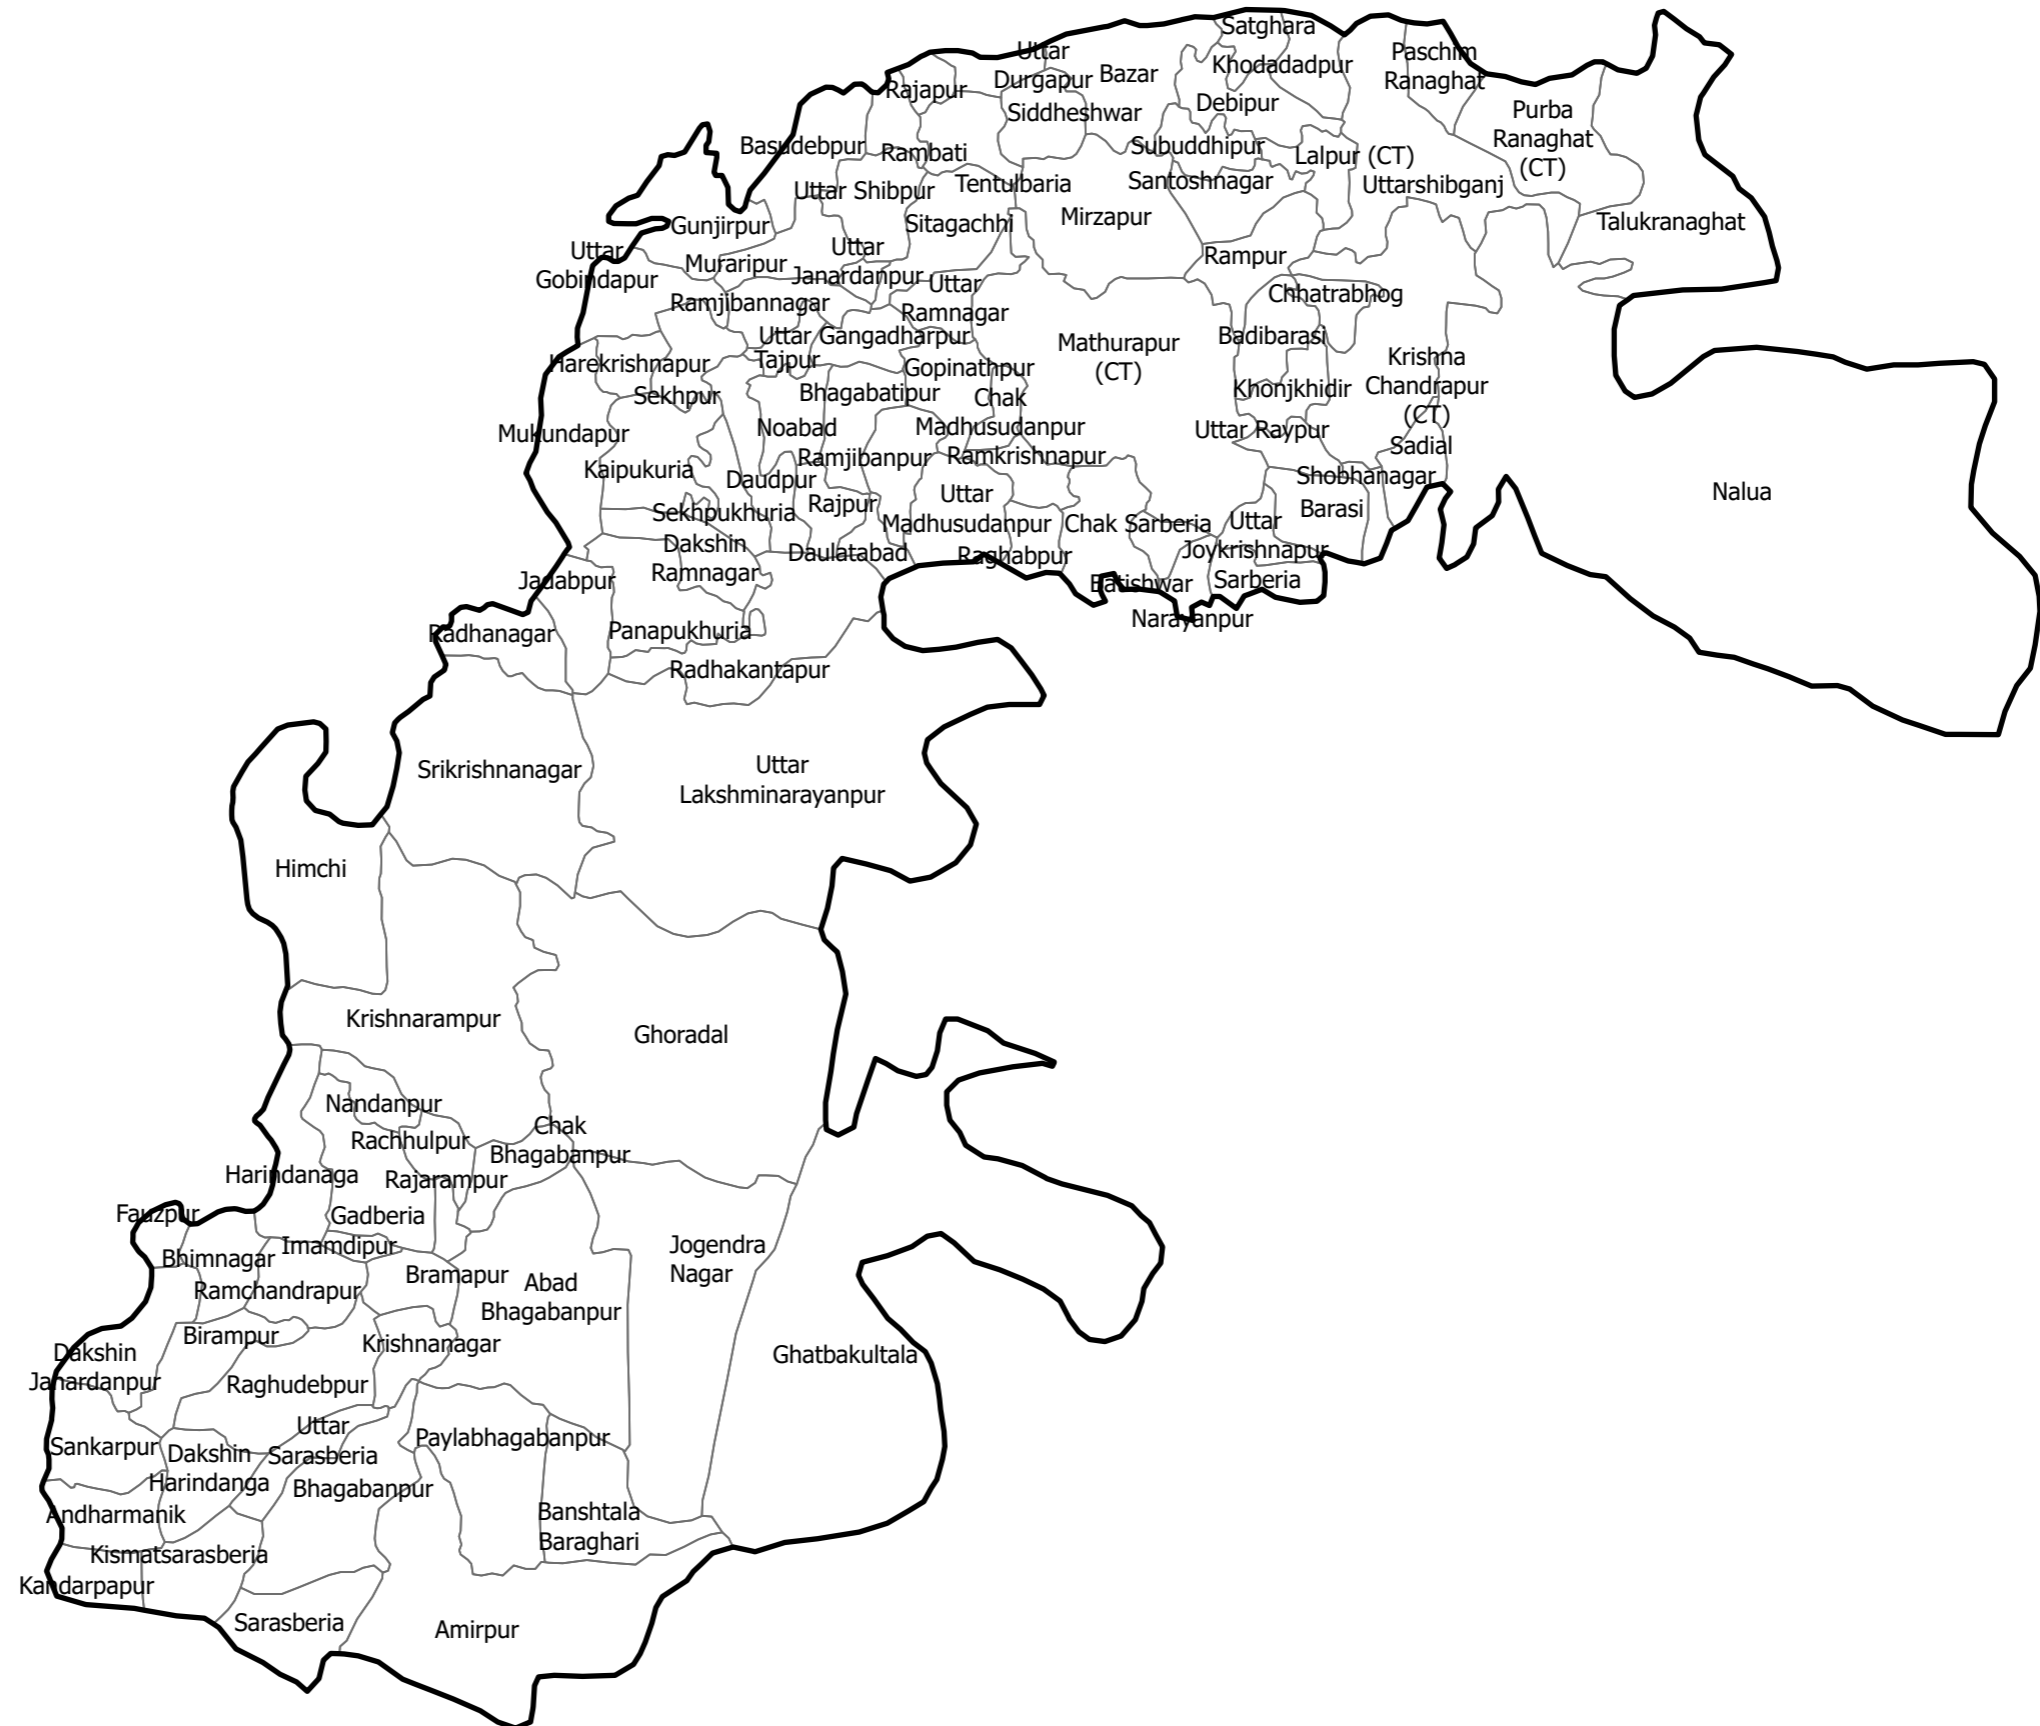 Satghara
Uttar
Durgapur
Bazar
Khodadadpur
Paschim
Ranaghat
Rajapur
Siddheshwar
Debipur
Purba
Ranaghat
(CT)
Basudebpur
Rambati
Subuddhipur
Lalpur (CT)
Uttar Shibpur
Tentulbaria
Santoshnagar
Uttarshibganj
Gunjirpur
Sitagachhi
Mirzapur
Talukranaghat
Uttar
Gobindapur
Muraripur
Uttar
Janardanpur
Rampur
Ramjibannagar
Uttar
Ramnagar
Chhatrabhog
Uttar
Tajpur
Gangadharpur
Mathurapur
(CT)
Badibarasi
Harekrishnapur
Gopinathpur
Krishna
Chandrapur
(CT)
Sekhpur
Bhagabatipur
Chak
Madhusudanpur
Khonjkhidir
Mukundapur
Noabad
Uttar Raypur
Sadial
Kaipukuria
Ramjibanpur
Ramkrishnapur
Daudpur
Shobhanagar
Nalua
Sekhpukhuria
Rajpur
Uttar
Madhusudanpur
Chak Sarberia
Uttar
Joykrishnapur
Barasi
Dakshin
Ramnagar
Daulatabad
Raghabpur
Jadabpur
Batishwar
Sarberia
Radhanagar
Panapukhuria
Narayanpur
Radhakantapur
Srikrishnanagar
Uttar
Lakshminarayanpur
Himchi
Krishnarampur
Ghoradal
Nandanpur
Rachhulpur
Chak
Bhagabanpur
Harindanaga
Rajarampur
Fauzpur
Gadberia
Bhimnagar
Imamdipur
Jogendra
Nagar
Ramchandrapur
Bramapur
Abad
Bhagabanpur
Birampur
Krishnanagar
Dakshin
Janardanpur
Ghatbakultala
Raghudebpur
Uttar
Sarasberia
Sankarpur
Dakshin
Harindanga
Paylabhagabanpur
Bhagabanpur
Andharmanik
Banshtala
Baraghari
Kismatsarasberia
Kandarpapur
Sarasberia
Amirpur